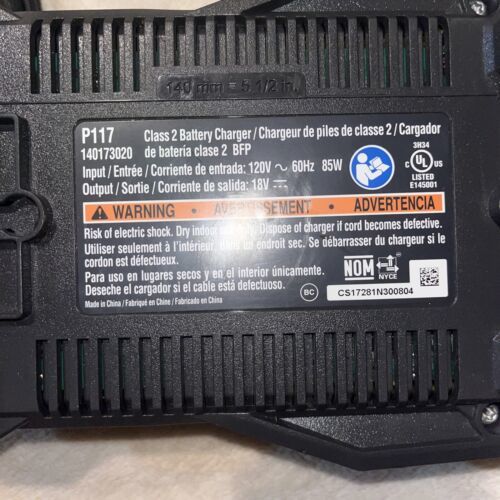 140 mm = 5 1/2 in.
P117 Class 2 Battery Charger / Chargeur de piles de classe 2 / Cargador
140173020 de batería clase 2 BFP
Input / Entrée / Corriente de entrada: 120V ~ 60Hz 85W
Output / Sortie / Corriente de salida: 18V ⎓
3H34
C UL US
LISTED
E145001
⚠ WARNING • AVERTISSEMENT • ADVERTENCIA
Risk of electric shock. Dry indoor use only. Dispose of charger if cord becomes defective.
Utiliser seulement à l'intérieur, dans un endroit sec. Se débarrasser du chargeur si le
cordon est défectueux.
Para uso en lugares secos y en el interior únicamente.
Deseche el cargador si el cable está defectuoso.
Made in China / Fabriqué en Chine / Fabricado en China
BC
NOM
NYCE
CS17281N300804